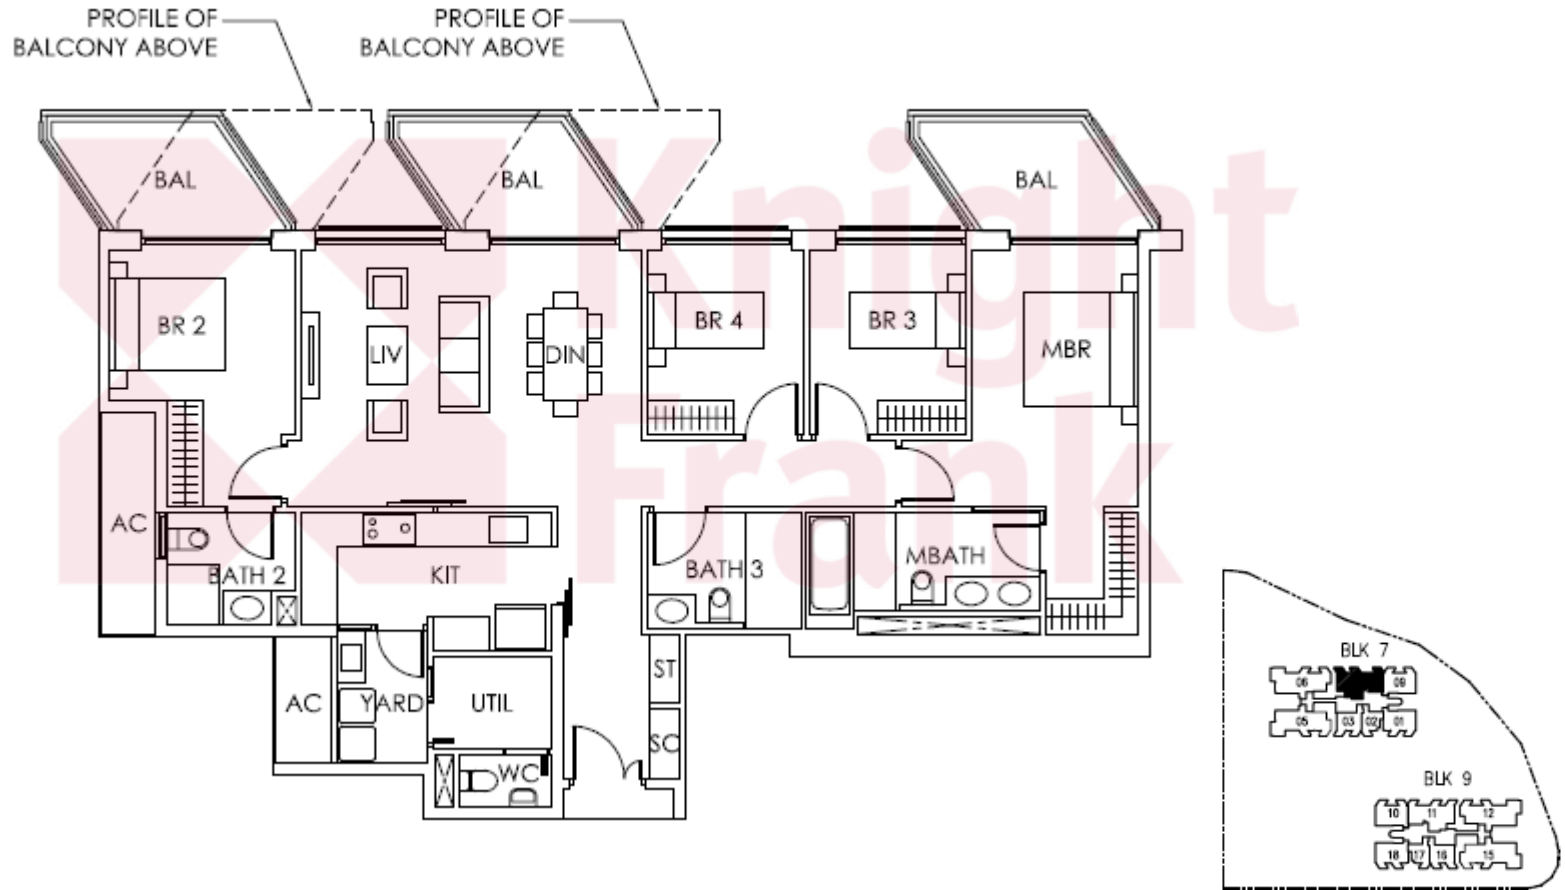 PROFILE OF
BALCONY ABOVE
PROFILE OF
BALCONY ABOVE
BAL
BAL
BAL
BR 2
LIV
DIN
BR 4
BR 3
MBR
AC
BATH 2
KIT
BATH 3
MBATH
AC
YARD
UTIL
WC
ST
SC
Knight
Frank
BLK 7
06
09
05
03
02
01
BLK 9
10
11
12
18
17
16
15